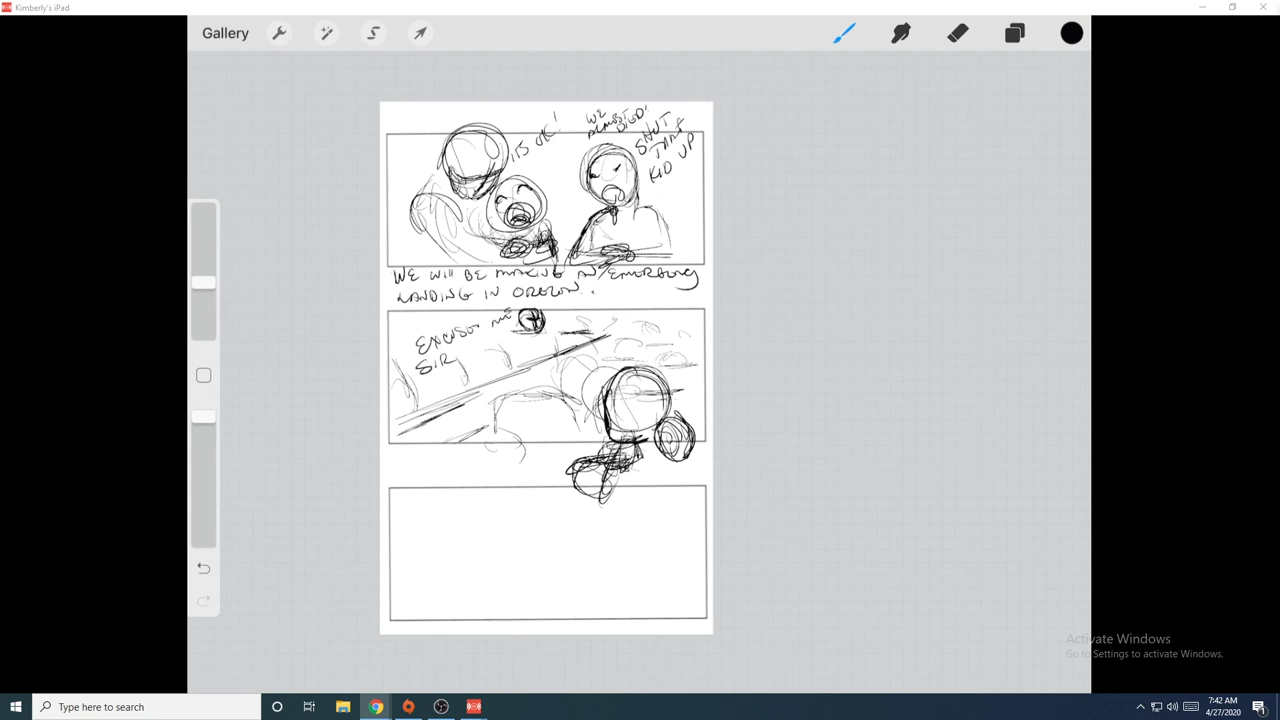 Kimberly's iPad
Gallery
IT'S OK!
WE
ALMOST
DIED!
SHUT
THAT
KID UP
WE WILL BE MAKING AN EMERGENCY
LANDING IN OREGON..
EXCUSE ME
SIR
Activate Windows
Go to Settings to activate Windows.
Type here to search
7:42 AM
4/27/2020
1